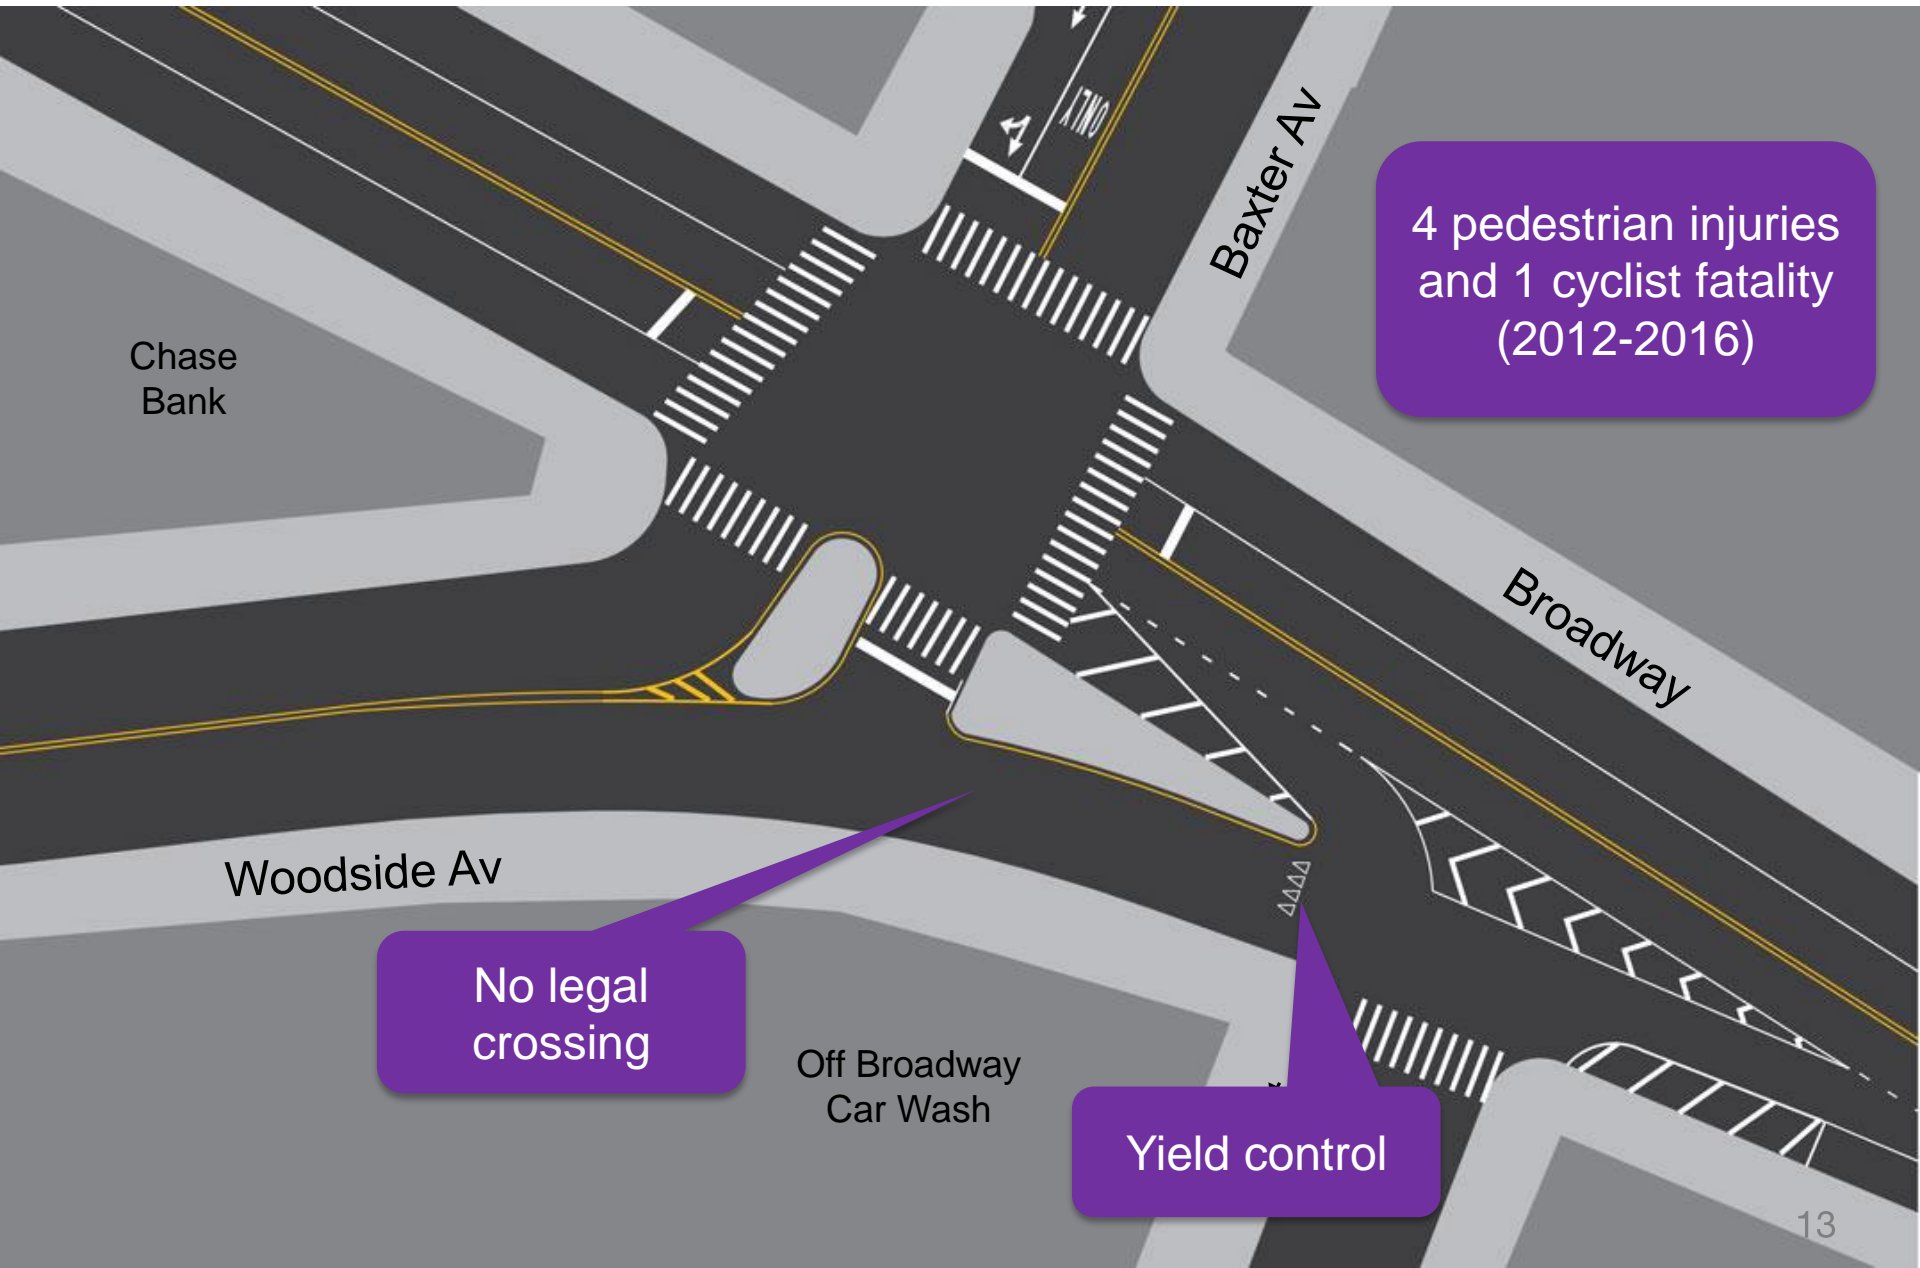 ONLY
Baxter Av
4 pedestrian injuries
and 1 cyclist fatality
(2012-2016)
Chase
Bank
Broadway
Woodside Av
No legal
crossing
Off Broadway
Car Wash
Yield control
13